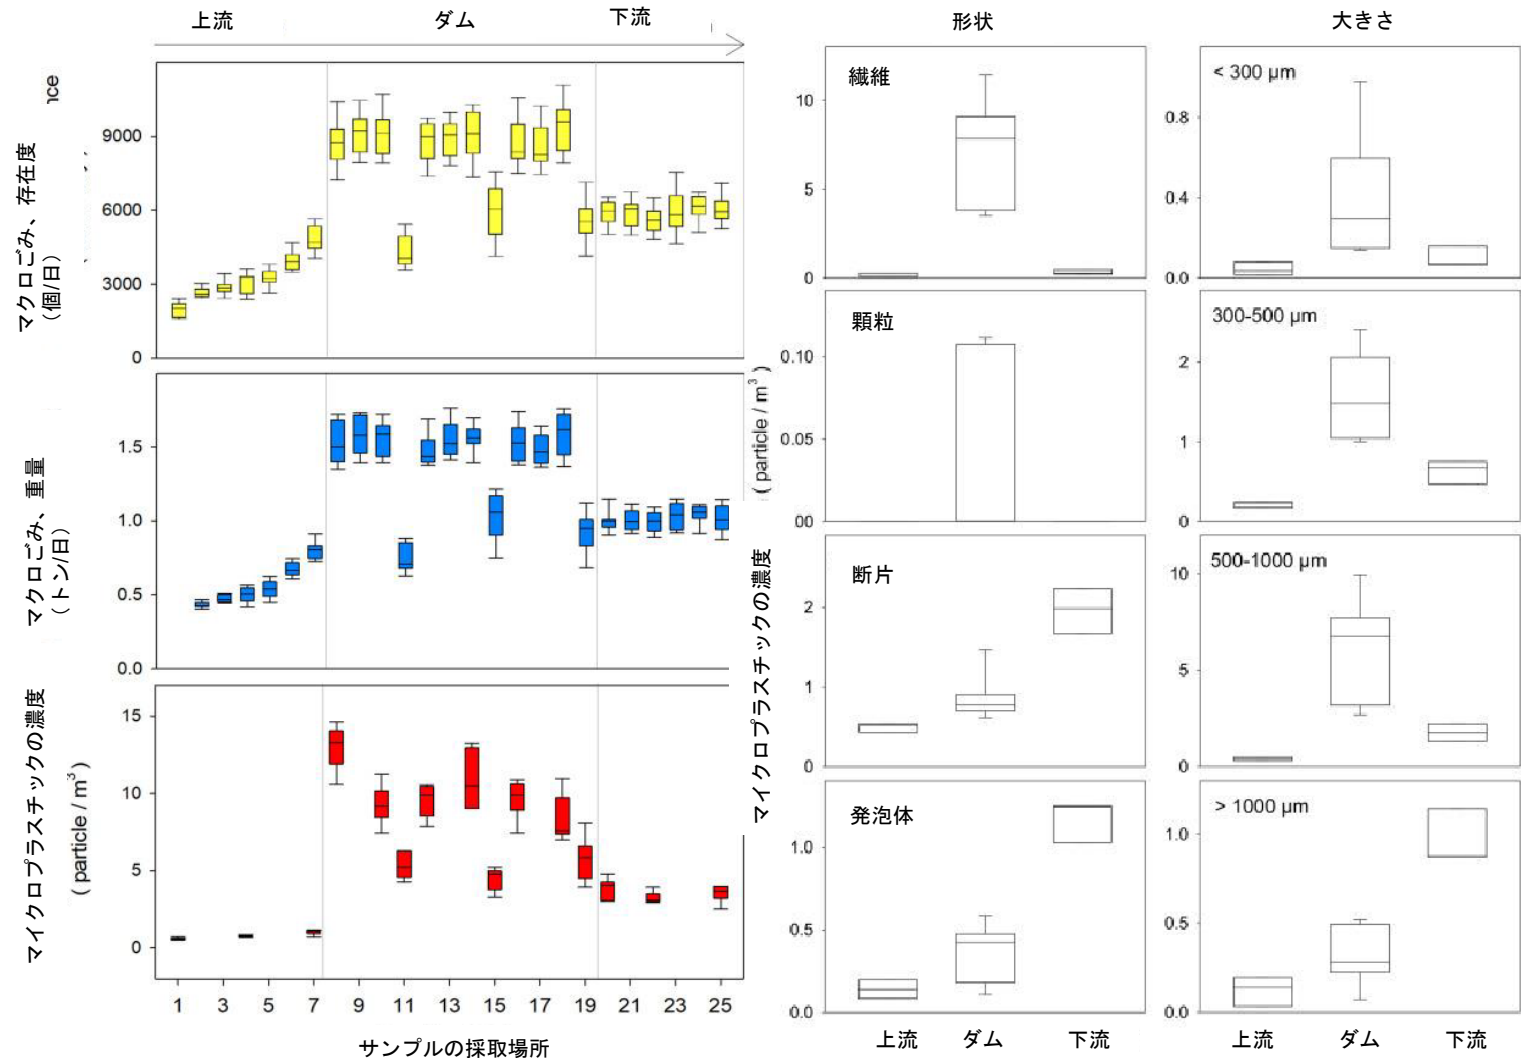 上流
ダム
下流
形状
大きさ
マクロごみ、存在度
（個/日）
9000
6000
3000
0
マクロごみ、重量
（トン/日）
1.5
1.0
0.5
0.0
マイクロプラスチックの濃度
( particle / m³ )
15
10
5
0
1
3
5
7
9
11
13
15
17
19
21
23
25
サンプルの採取場所
マイクロプラスチックの濃度
( particle / m³ )
繊維
10
5
0
顆粒
0.10
0.05
0.00
断片
2
1
0
発泡体
1.0
0.5
0.0
上流
ダム
下流
< 300 µm
0.8
0.4
0.0
300-500 µm
2
1
0
500-1000 µm
10
5
0
> 1000 µm
1.0
0.5
0.0
上流
ダム
下流